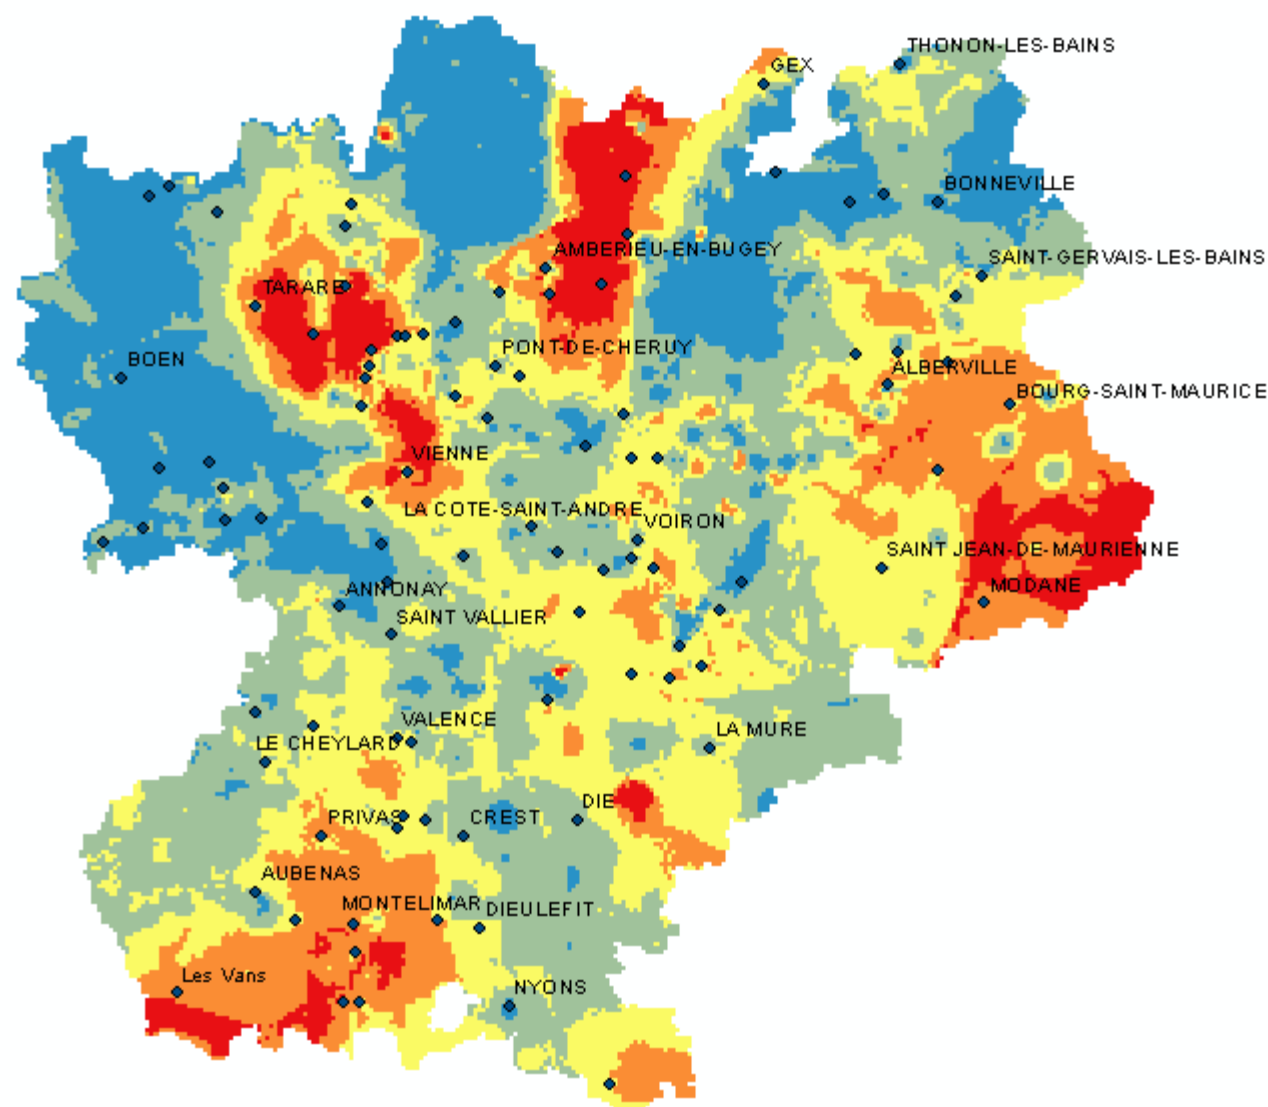 THONON-LES-BAINS
GEX
BONNEVILLE
AMBERIEU-EN-BUGEY
SAINT-GERVAIS-LES-BAINS
TARARE
PONT-DE-CHERUY
BOEN
ALBERVILLE
BOURG-SAINT-MAURICE
VIENNE
LA COTE-SAINT-ANDRE
VOIRON
SAINT JEAN-DE-MAURIENNE
MODANE
ANNONAY
SAINT VALLIER
VALENCE
LA MURE
LE CHEYLARD
DIE
PRIVAS
CREST
AUBENAS
MONTELIMAR
DIEULEFIT
Les Vans
NYONS